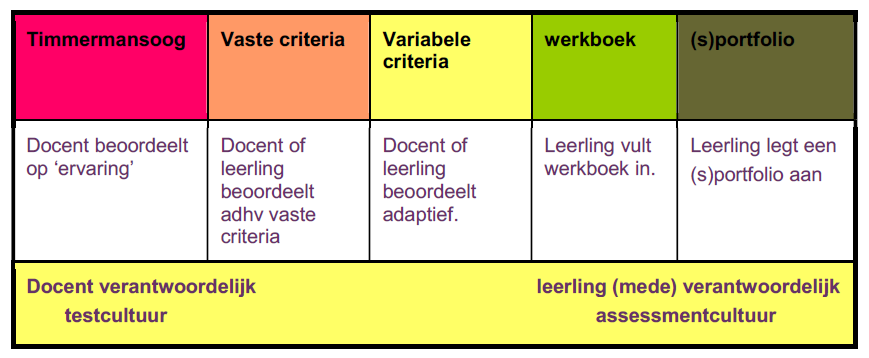 Timmermansoog
Vaste criteria
Variabele
criteria
werkboek
(s)portfolio
Docent beoordeelt
op ‘ervaring’
Docent of
leerling
beoordeelt
adhv vaste
criteria
Docent of
leerling
beoordeelt
adaptief.
Leerling vult
werkboek in.
Leerling legt een
(s)portfolio aan
Docent verantwoordelijk
testcultuur
leerling (mede) verantwoordelijk
assessmentcultuur